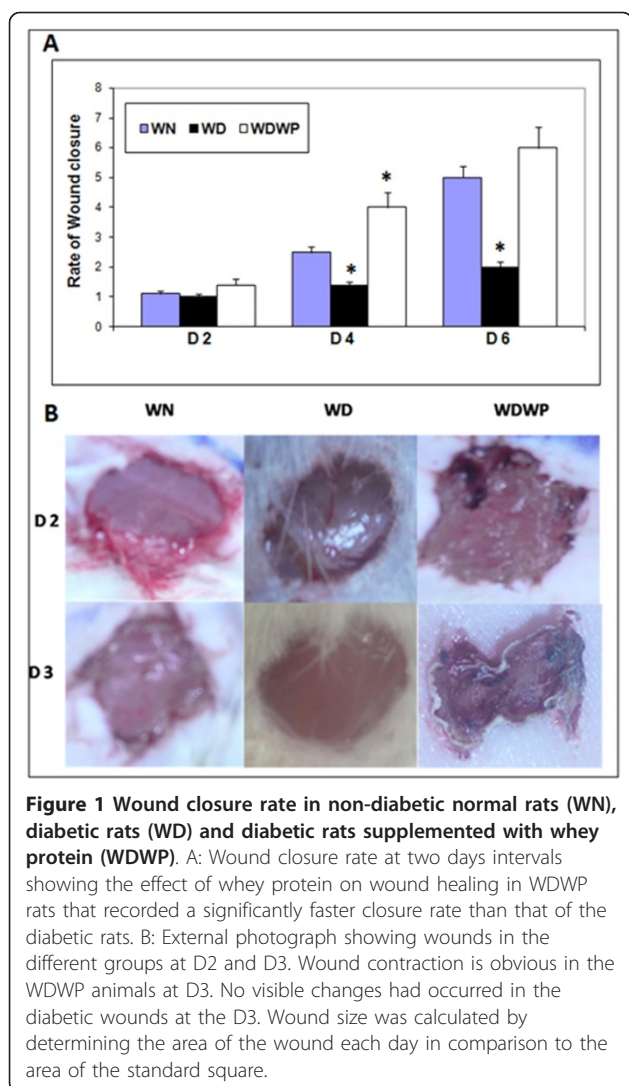 A
8
7
6
5
4
3
2
1
0
Rate of Wound closure
WN WD WDWP
*
*
*
D 2 D 4 D 6
B
WN WD WDWP
D 2
D 3
Figure 1 Wound closure rate in non-diabetic normal rats (WN),
diabetic rats (WD) and diabetic rats supplemented with whey
protein (WDWP). A: Wound closure rate at two days intervals
showing the effect of whey protein on wound healing in WDWP
rats that recorded a significantly faster closure rate than that of the
diabetic rats. B: External photograph showing wounds in the
different groups at D2 and D3. Wound contraction is obvious in the
WDWP animals at D3. No visible changes had occurred in the
diabetic wounds at the D3. Wound size was calculated by
determining the area of the wound each day in comparison to the
area of the standard square.